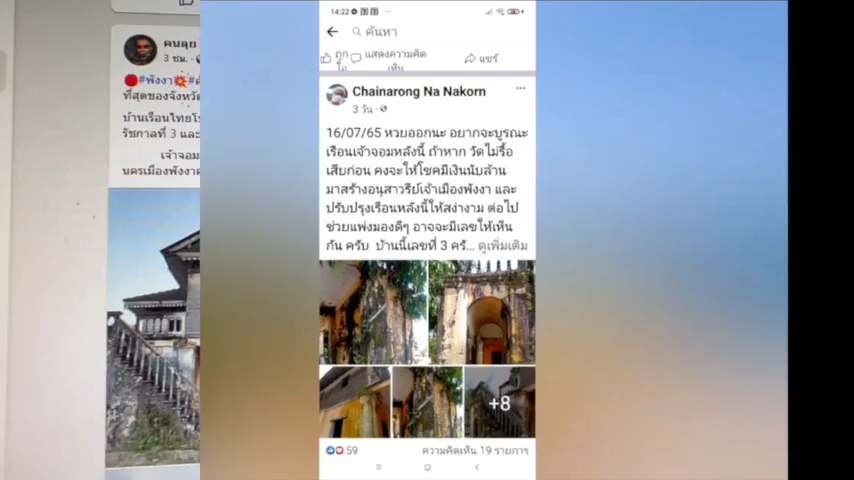 คนลุย
3 ชม.
#พังงา
ที่สุดของจังหวัด
บ้านเรือนไทยโ
รัชกาลที่ 3 และ
เจ้าจอม
นครเมืองพังงา
14:22
ค้นหา
ถูกใจ
แสดงความคิดเห็น
แชร์
Chainarong Na Nakorn
3 วัน
16/07/65 หวยออกนะ อยากจะบูรณะ
เรือนเจ้าจอมหลังนี้ ถ้าหาก วัดไม่รื้อ
เสียก่อน คงจะให้โชคมีเงินนับล้าน
มาสร้างอนุสาวรีย์เจ้าเมืองพังงา และ
ปรับปรุงเรือนหลังนี้ให้สง่างาม ต่อไป
ช่วยเพ่งมองดีๆ อาจจะมีเลขให้เห็น
กัน ครับ บ้านนี้เลขที่ 3 ครั... ดูเพิ่มเติม
+8
59
ความคิดเห็น 19 รายการ